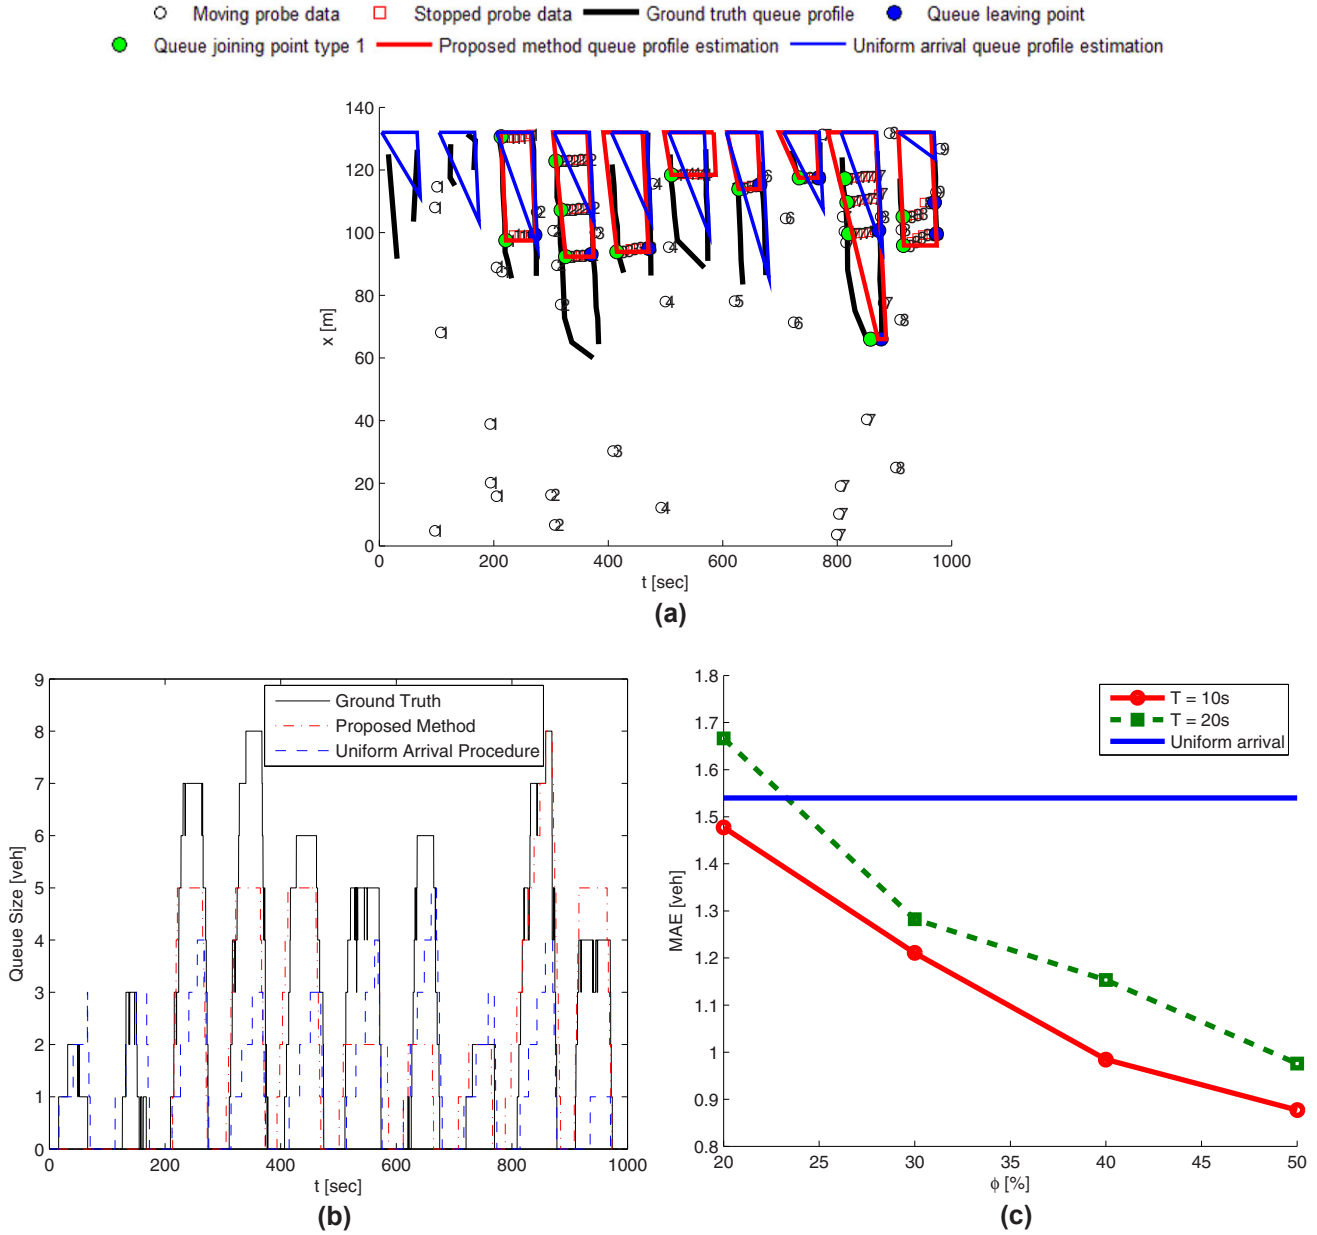 Moving probe data Stopped probe data Ground truth queue profile Queue leaving point
Queue joining point type 1 Proposed method queue profile estimation Uniform arrival queue profile estimation
140
120
100
80
60
40
20
0
x [m]
0 200 400 600 800 1000
t [sec]
(a)
9
8
7
6
5
4
3
2
1
0
Queue Size [veh]
Ground Truth
Proposed Method
Uniform Arrival Procedure
0 200 400 600 800 1000
t [sec]
(b)
1.8
1.7
1.6
1.5
1.4
1.3
1.2
1.1
1
0.9
0.8
MAE [veh]
T = 10s
T = 20s
Uniform arrival
20 25 30 35 40 45 50
ϕ [%]
(c)